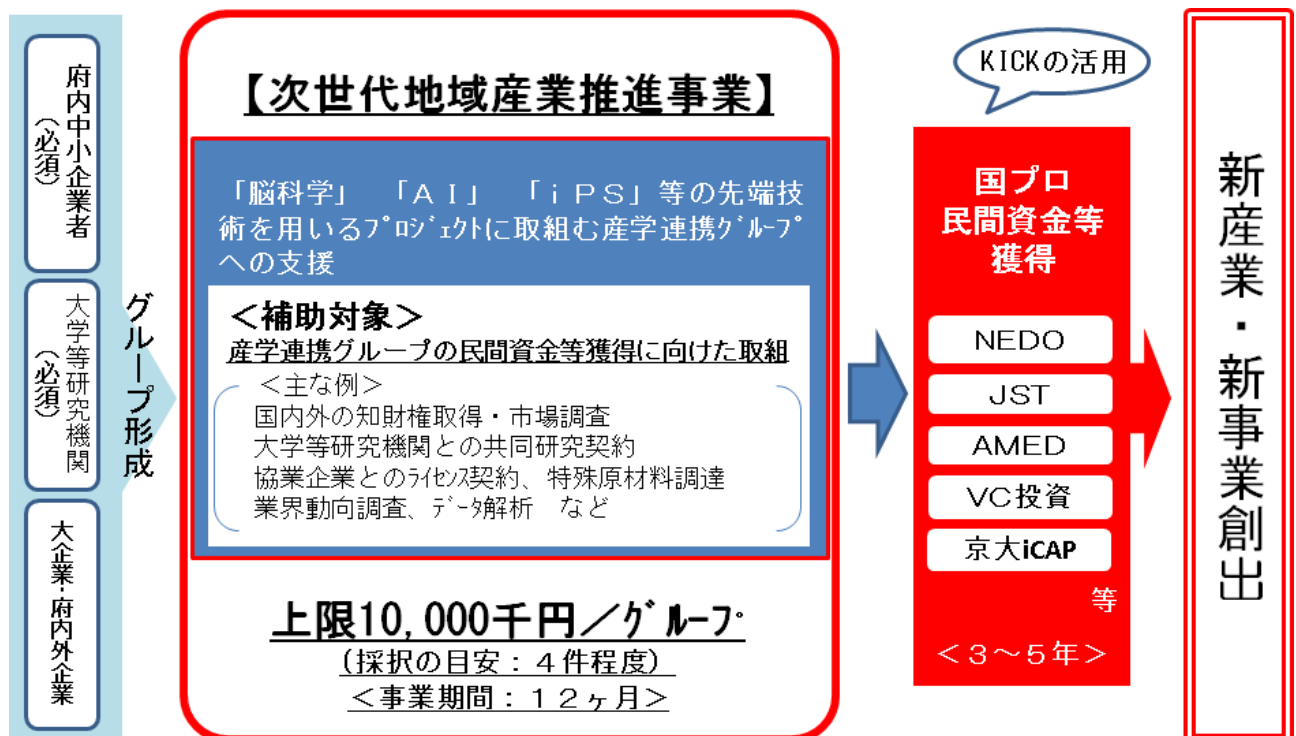 府内中小企業者
（必須）
大学等研究機関
（必須）
大企業・府内外企業
グループ形成
【次世代地域産業推進事業】
「脳科学」　「ＡＩ」　「ｉＰＳ」等の先端技
術を用いるﾌﾟﾛｼﾞｪｸﾄに取組む産学連携ｸﾞﾙｰﾌﾟ
への支援
＜補助対象＞
産学連携グループの民間資金等獲得に向けた取組
＜主な例＞
国内外の知財権取得・市場調査
大学等研究機関との共同研究契約
協業企業とのﾗｲｾﾝｽ契約、特殊原材料調達
業界動向調査、ﾃﾞｰﾀ解析　など
上限10,000千円／ｸﾞﾙｰﾌﾟ
（採択の目安：４件程度）
＜事業期間：１２ヶ月＞
KICKの活用
国プロ
民間資金等
獲得
NEDO
JST
AMED
VC投資
京大iCAP
等
＜３～５年＞
新産業・新事業創出